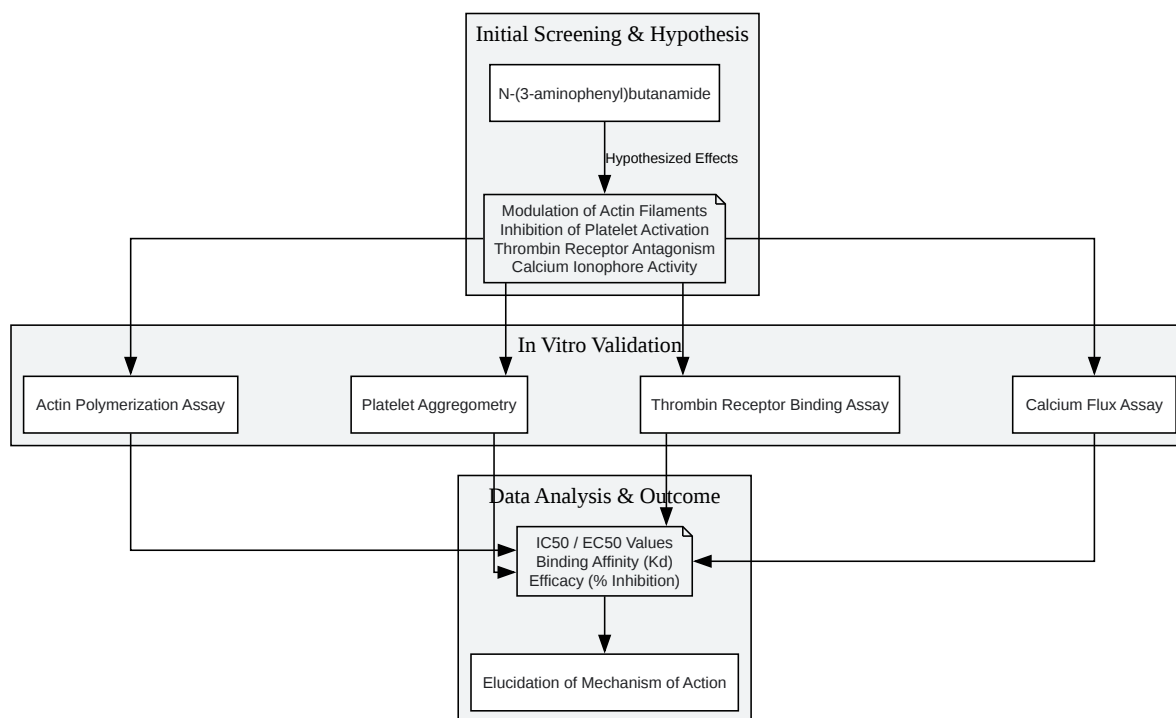 Initial Screening & Hypothesis
N-(3-aminophenyl)butanamide
Hypothesized Effects
Modulation of Actin Filaments
Inhibition of Platelet Activation
Thrombin Receptor Antagonism
Calcium Ionophore Activity
In Vitro Validation
Actin Polymerization Assay
Platelet Aggregometry
Thrombin Receptor Binding Assay
Calcium Flux Assay
Data Analysis & Outcome
IC50 / EC50 Values
Binding Affinity (Kd)
Efficacy (% Inhibition)
Elucidation of Mechanism of Action